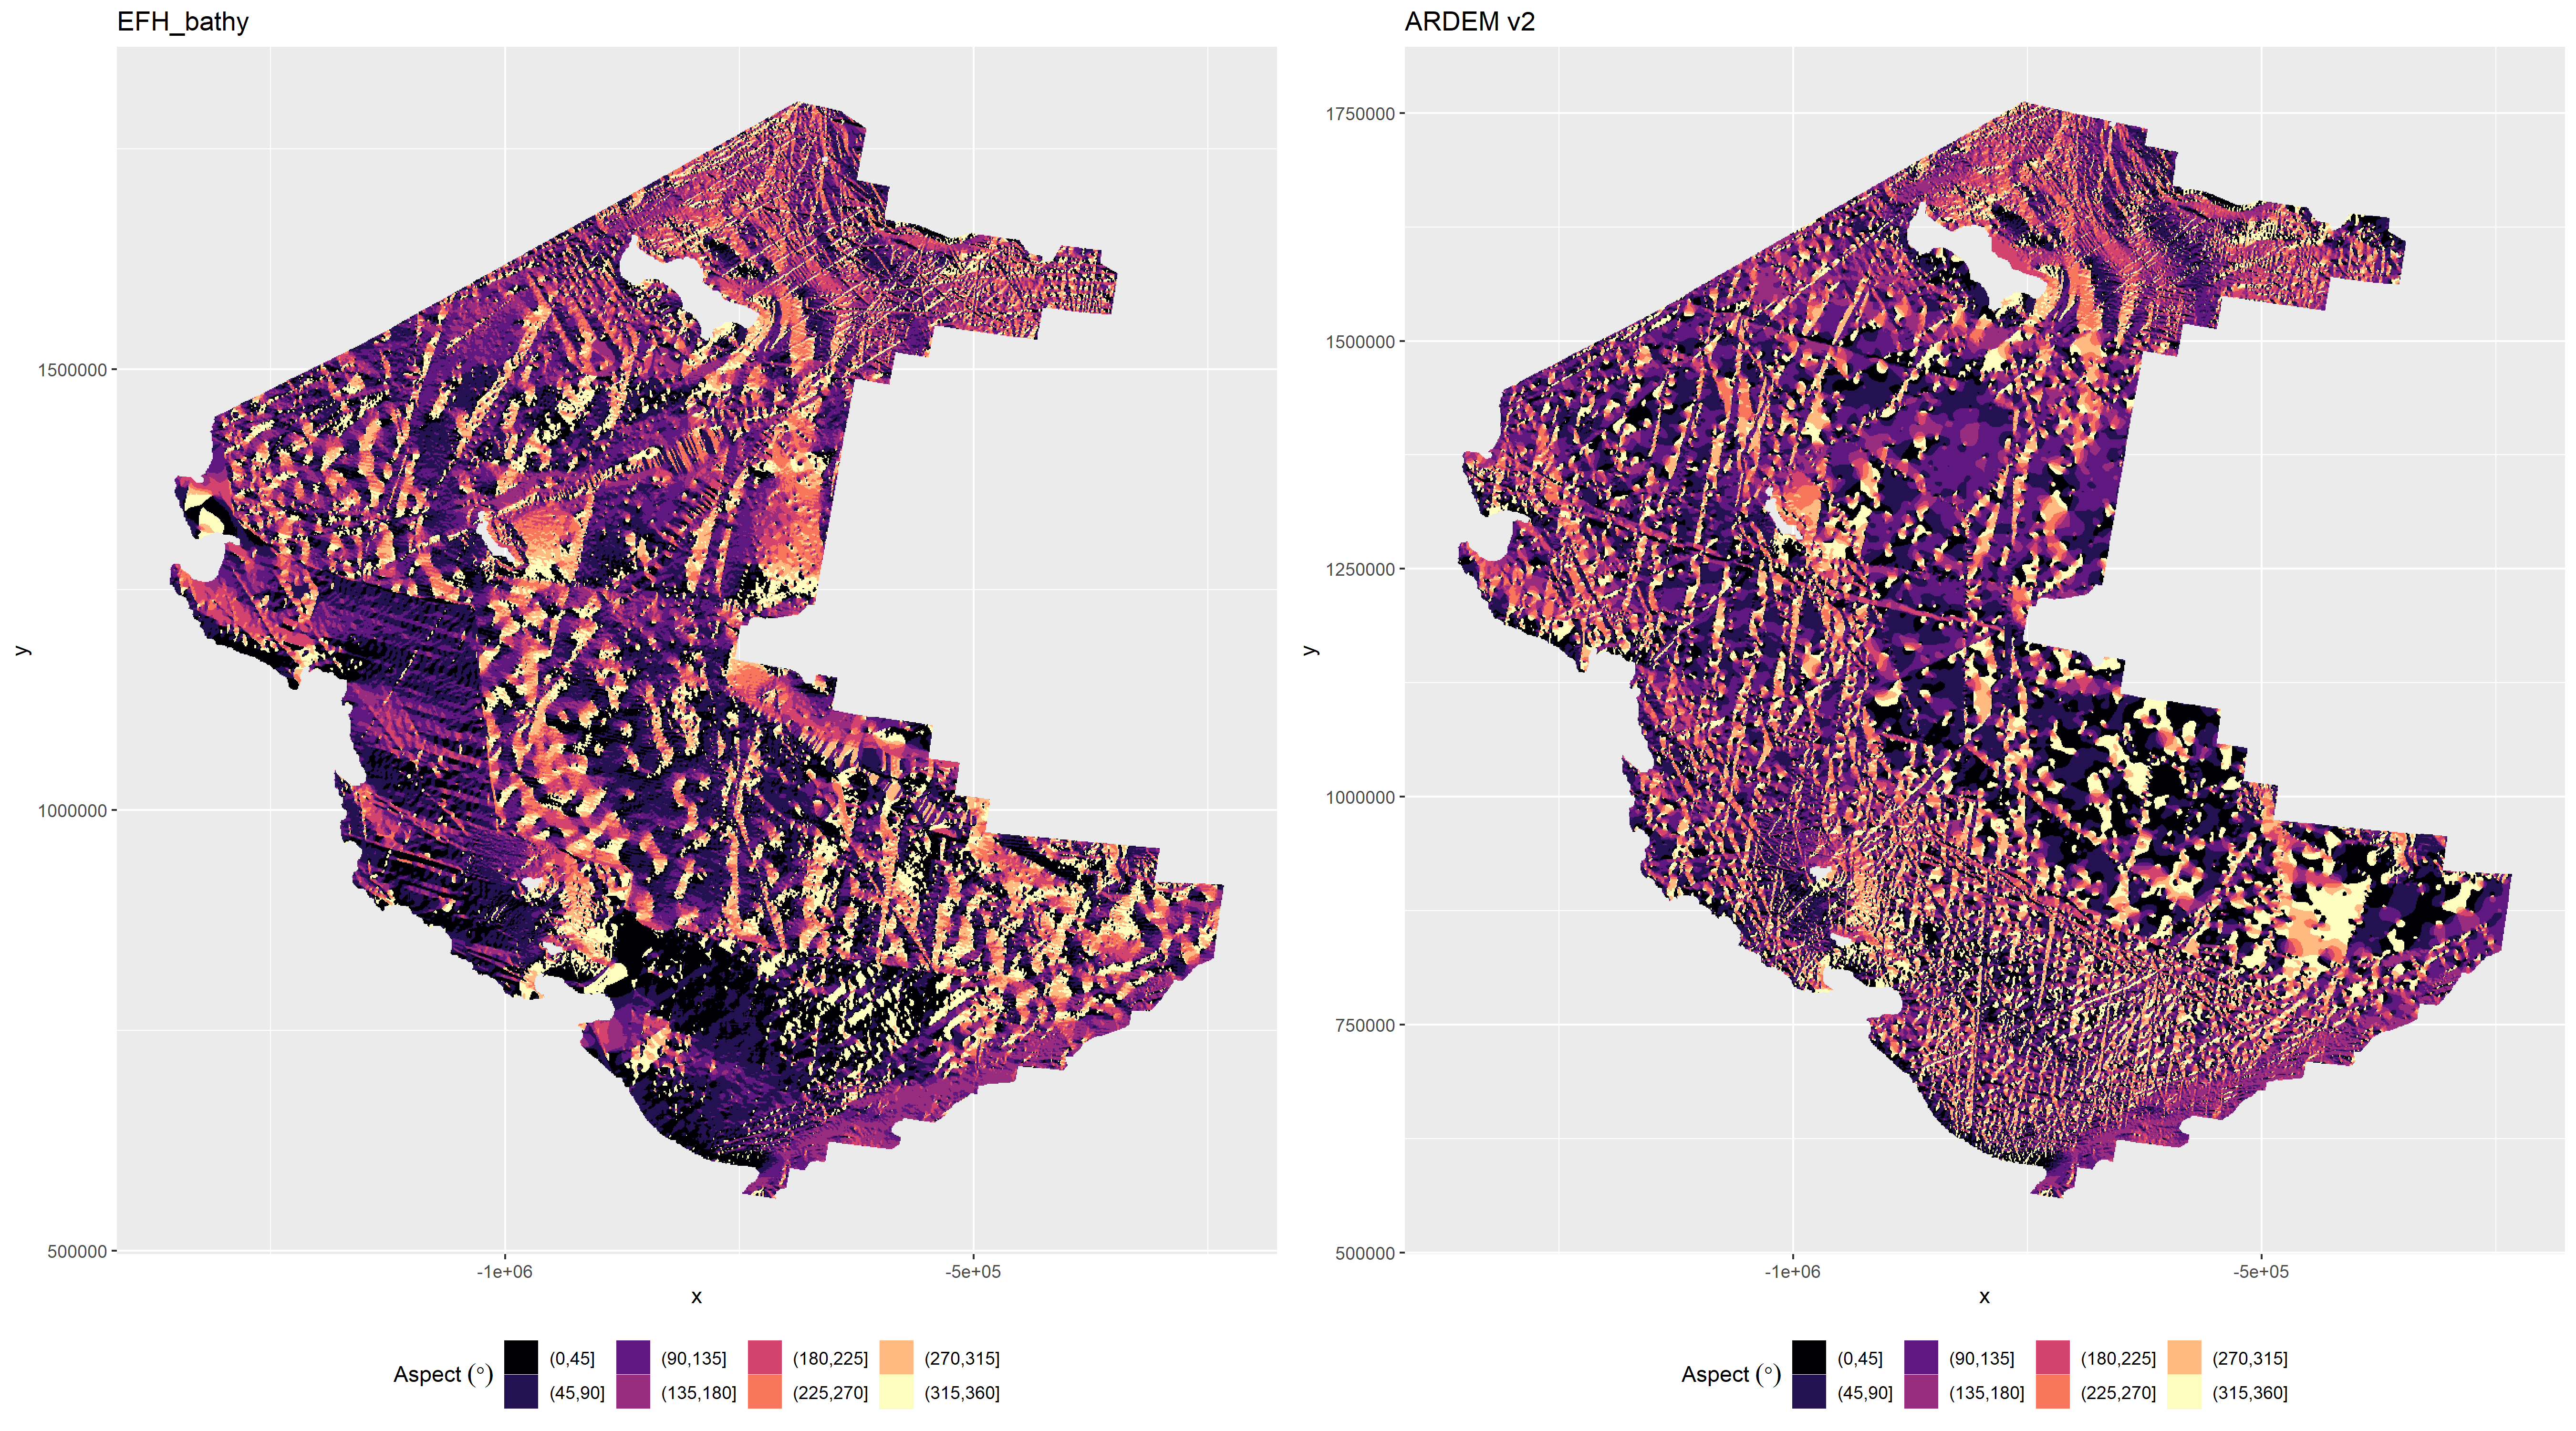 EFH_bathy
1500000
1000000
500000
y
-1e+06
-5e+05
x
Aspect (°)
(0,45]
(90,135]
(180,225]
(270,315]
(45,90]
(135,180]
(225,270]
(315,360]
ARDEM v2
1750000
1500000
1250000
1000000
750000
500000
y
-1e+06
-5e+05
x
Aspect (°)
(0,45]
(90,135]
(180,225]
(270,315]
(45,90]
(135,180]
(225,270]
(315,360]